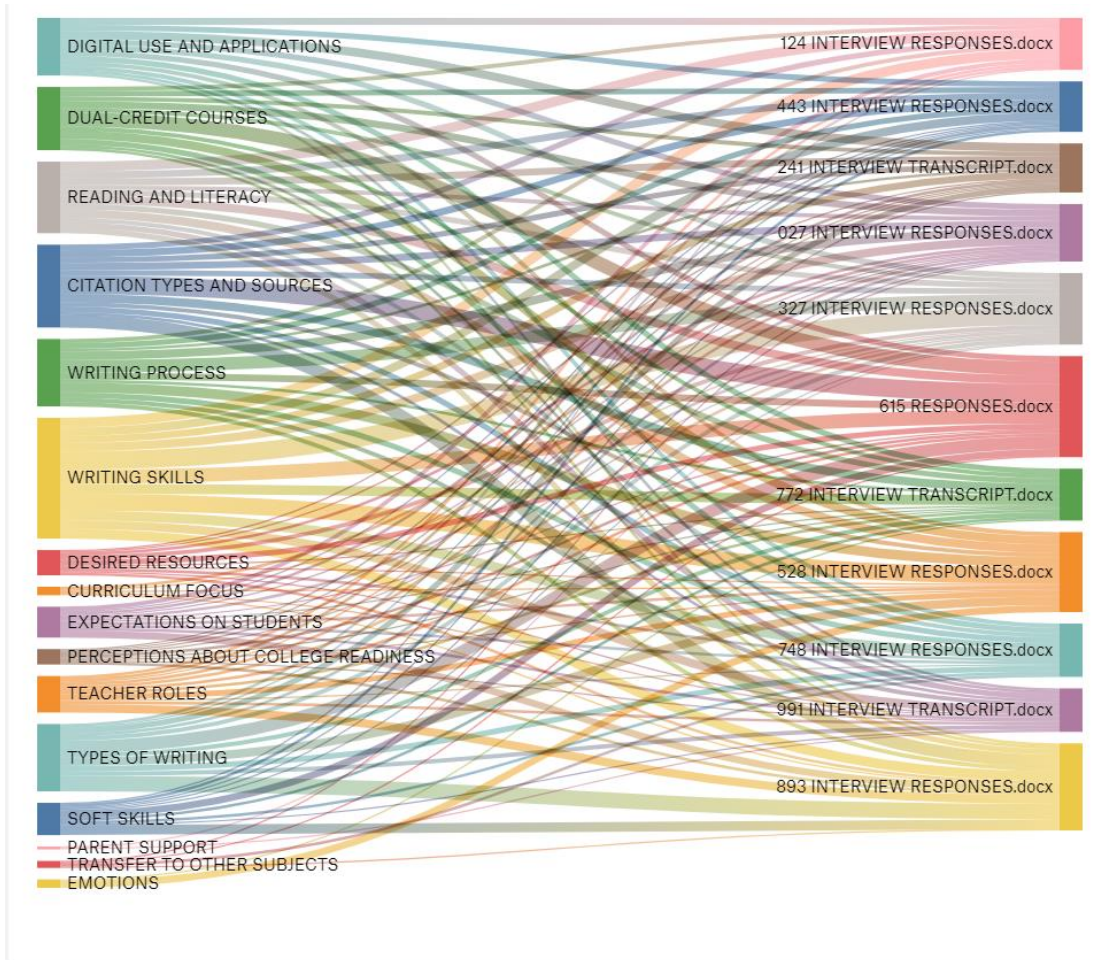 DIGITAL USE AND APPLICATIONS
DUAL-CREDIT COURSES
READING AND LITERACY
CITATION TYPES AND SOURCES
WRITING PROCESS
WRITING SKILLS
DESIRED RESOURCES
CURRICULUM FOCUS
EXPECTATIONS ON STUDENTS
PERCEPTIONS ABOUT COLLEGE READINESS
TEACHER ROLES
TYPES OF WRITING
SOFT SKILLS
PARENT SUPPORT
TRANSFER TO OTHER SUBJECTS
EMOTIONS
124 INTERVIEW RESPONSES.docx
443 INTERVIEW RESPONSES.docx
241 INTERVIEW TRANSCRIPT.docx
027 INTERVIEW RESPONSES.docx
327 INTERVIEW RESPONSES.docx
615 RESPONSES.docx
772 INTERVIEW TRANSCRIPT.docx
528 INTERVIEW RESPONSES.docx
748 INTERVIEW RESPONSES.docx
991 INTERVIEW TRANSCRIPT.docx
893 INTERVIEW RESPONSES.docx